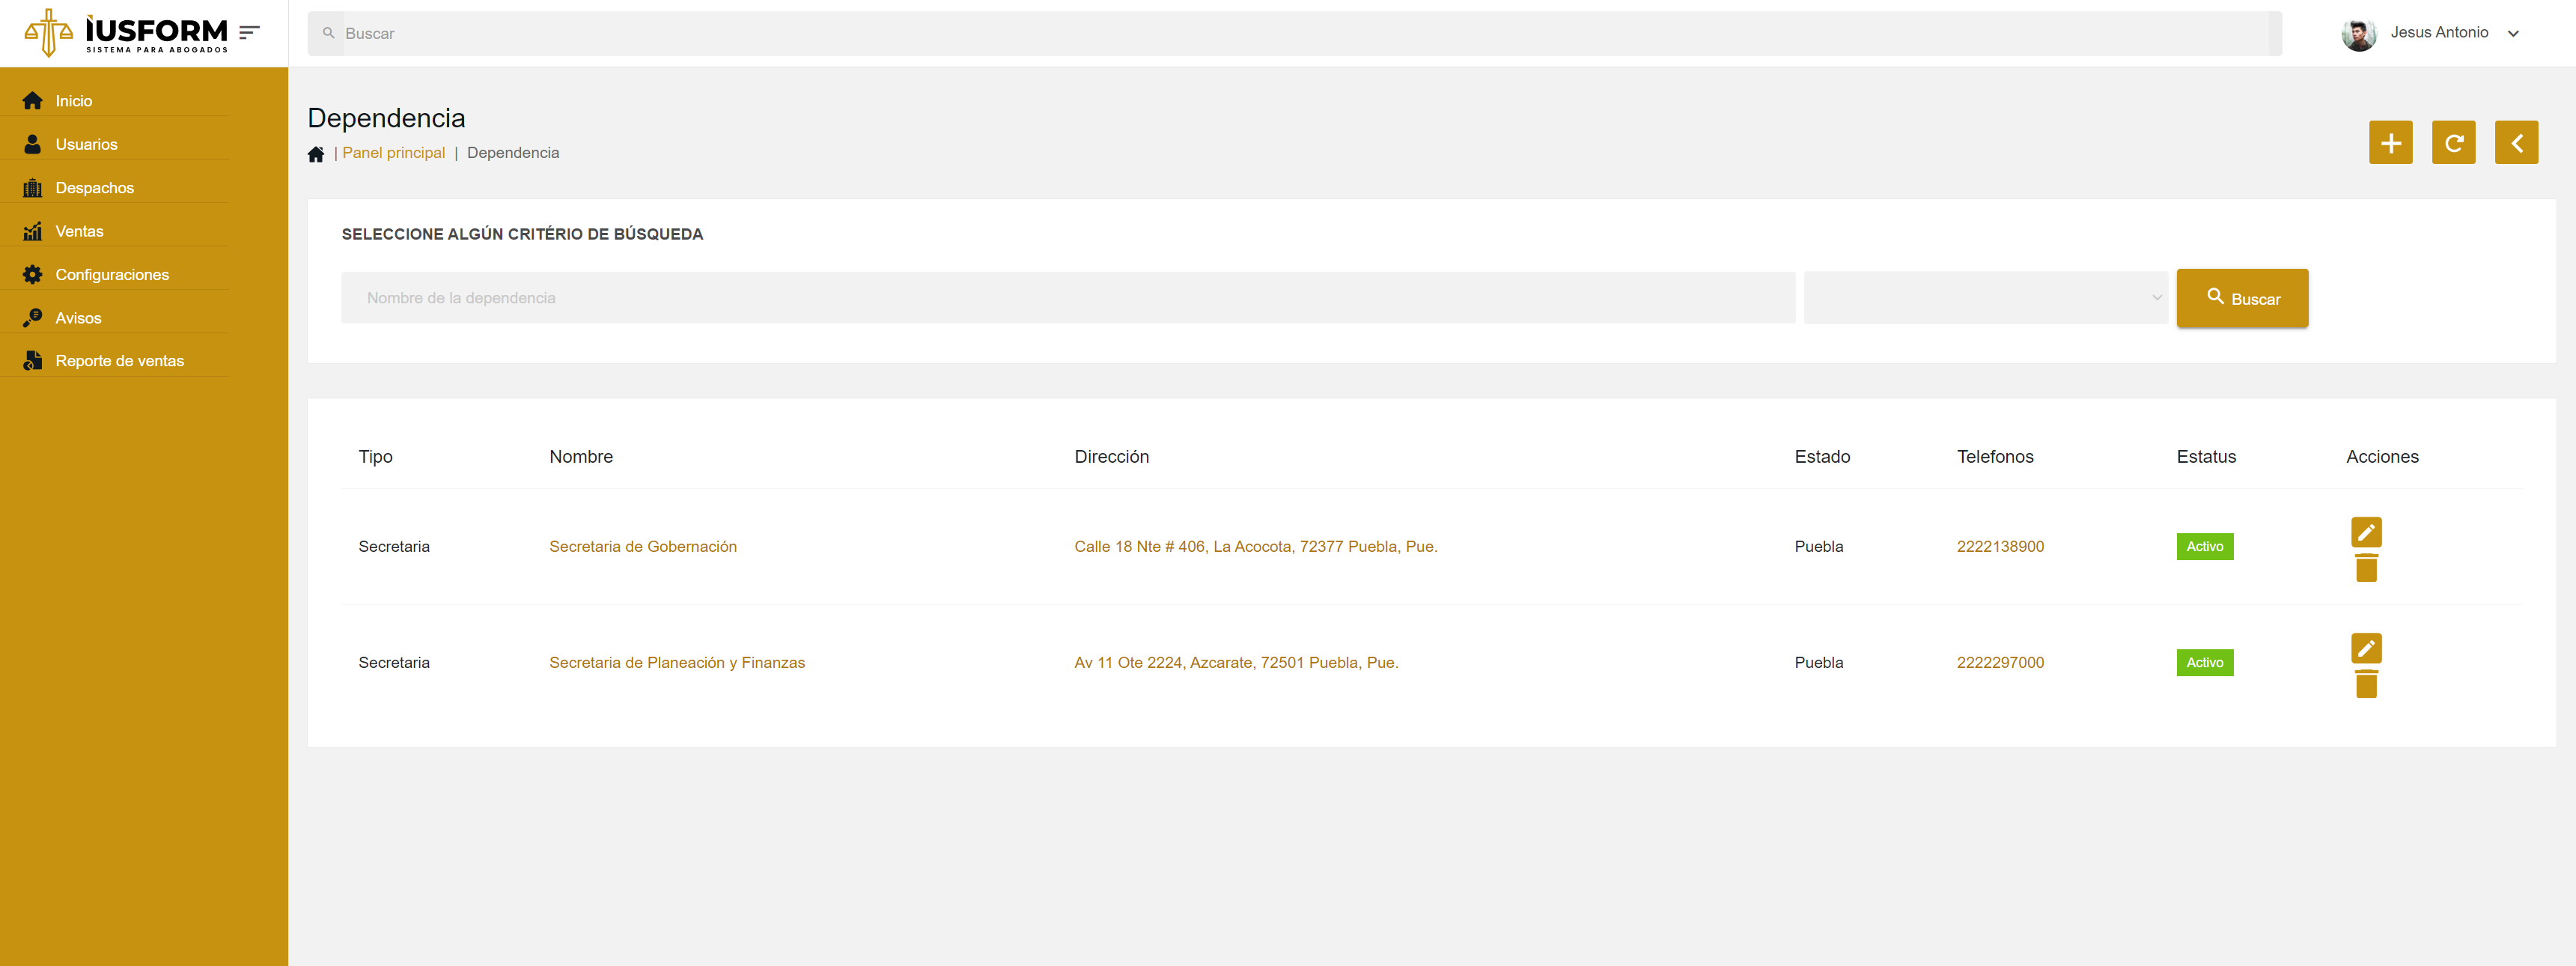 IUSFORM
SISTEMA PARA ABOGADOS
Buscar
Jesus Antonio
Inicio
Usuarios
Despachos
Ventas
Configuraciones
Avisos
Reporte de ventas
Dependencia
| Panel principal | Dependencia
SELECCIONE ALGÚN CRITÉRIO DE BÚSQUEDA
Nombre de la dependencia
Buscar
Tipo Nombre Dirección Estado Telefonos Estatus Acciones
Secretaria Secretaria de Gobernación Calle 18 Nte # 406, La Acocota, 72377 Puebla, Pue. Puebla 2222138900 Activo
Secretaria Secretaria de Planeación y Finanzas Av 11 Ote 2224, Azcarate, 72501 Puebla, Pue. Puebla 2222297000 Activo